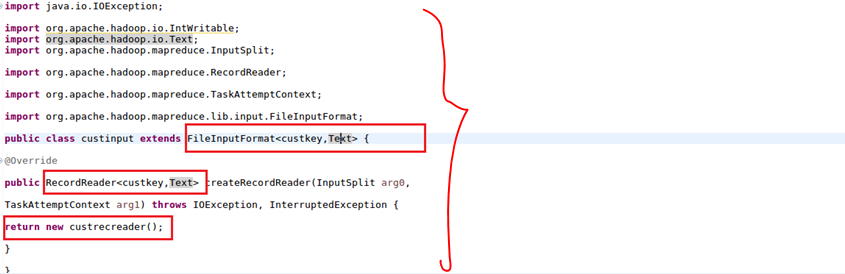 import java.io.IOException;
import org.apache.hadoop.io.IntWritable;
import org.apache.hadoop.io.Text;
import org.apache.hadoop.mapreduce.InputSplit;
import org.apache.hadoop.mapreduce.RecordReader;
import org.apache.hadoop.mapreduce.TaskAttemptContext;
import org.apache.hadoop.mapreduce.lib.input.FileInputFormat;
public class custinput extends FileInputFormat<custkey,Text> {
@Override
public RecordReader<custkey,Text> createRecordReader(InputSplit arg0,
TaskAttemptContext arg1) throws IOException, InterruptedException {
return new custrecreader();
}
}